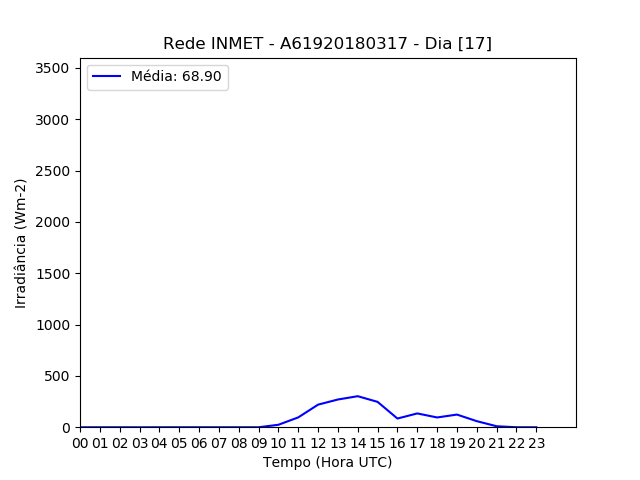 Rede INMET - A61920180317 - Dia [17]
Média: 68.90
3500
3000
2500
2000
1500
1000
500
0
Irradiância (Wm-2)
00 01 02 03 04 05 06 07 08 09 10 11 12 13 14 15 16 17 18 19 20 21 22 23
Tempo (Hora UTC)